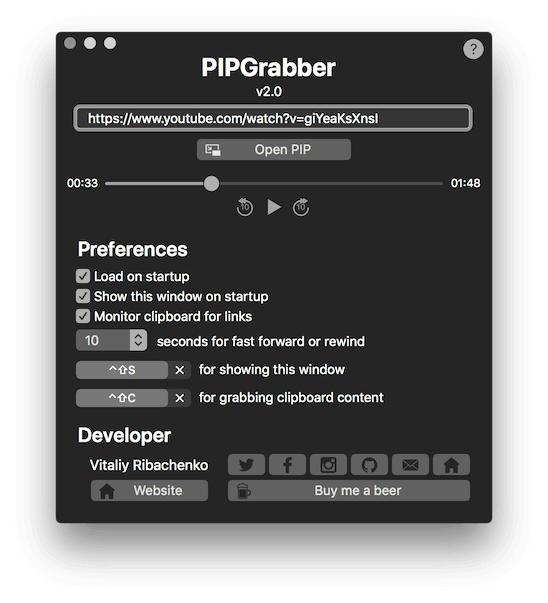 ?
PIPGrabber
v2.0
https://www.youtube.com/watch?v=giYeaKsXnsI
Open PIP
00:33 01:48
10 10
Preferences
Load on startup
Show this window on startup
Monitor clipboard for links
10 seconds for fast forward or rewind
^⇧S × for showing this window
^⇧C × for grabbing clipboard content
Developer
Vitaliy Ribachenko
Website Buy me a beer